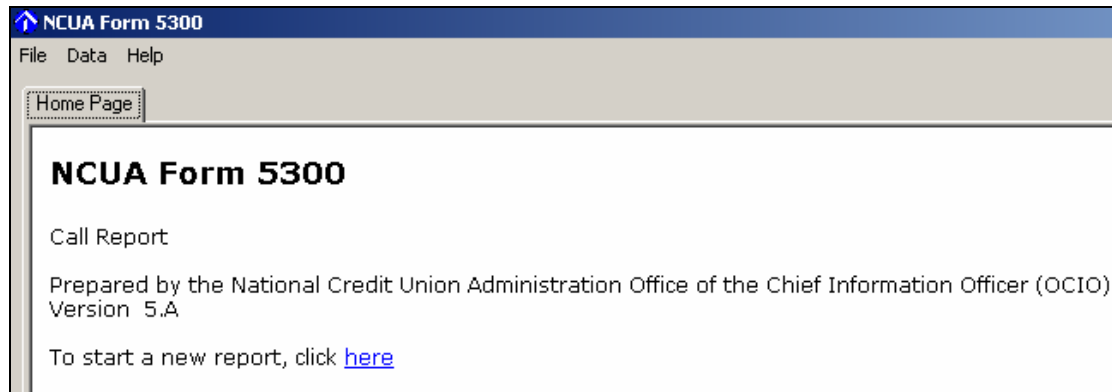 NCUA Form 5300
File Data Help
Home Page
NCUA Form 5300
Call Report
Prepared by the National Credit Union Administration Office of the Chief Information Officer (OCIO)
Version 5.A
To start a new report, click here